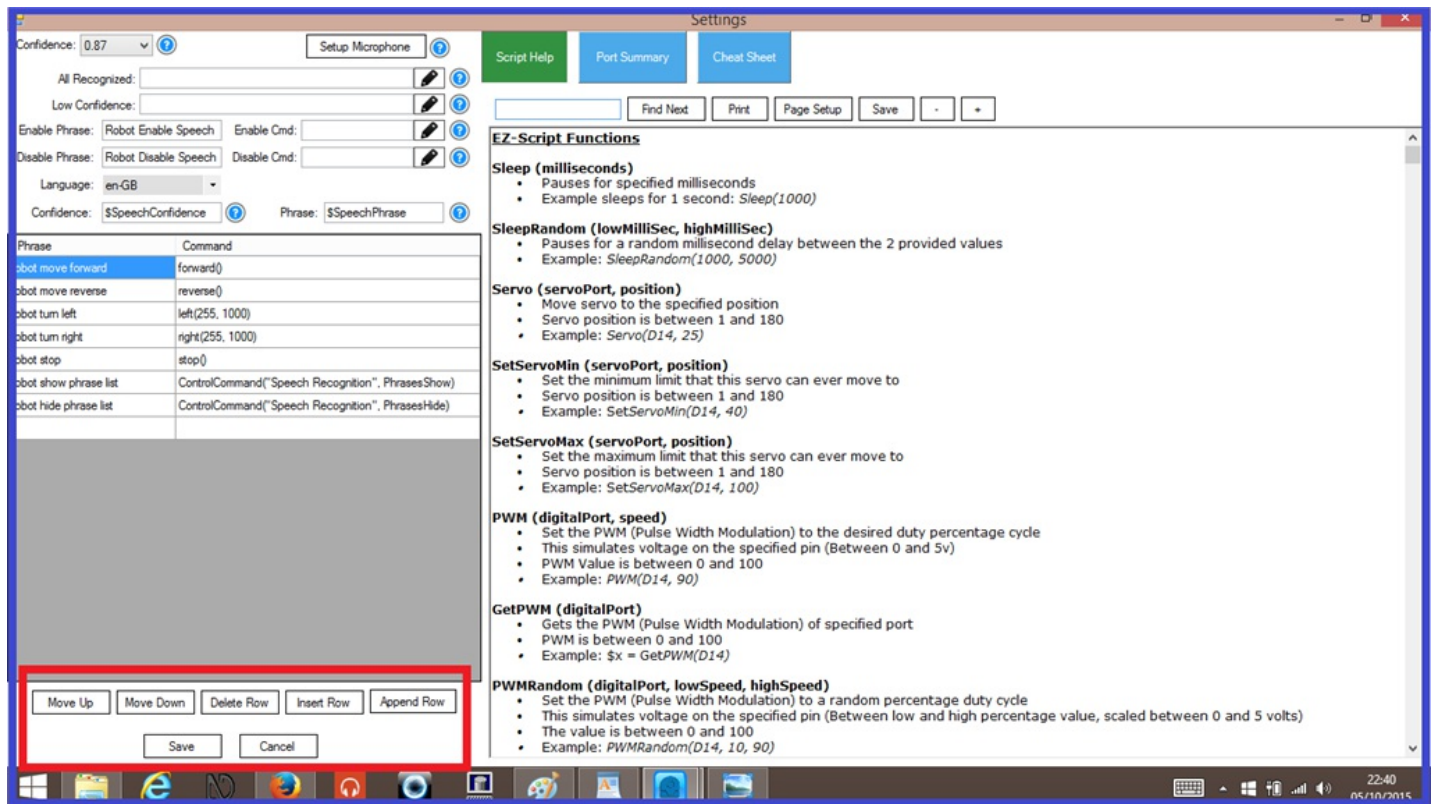 Settings
Confidence: 0.87
Setup Microphone
All Recognized:
Low Confidence:
Enable Phrase: Robot Enable Speech Enable Cmd:
Disable Phrase: Robot Disable Speech Disable Cmd:
Language: en-GB
Confidence: $SpeechConfidence Phrase: $SpeechPhrase
Phrase Command
obot move forward forward()
obot move reverse reverse()
obot turn left left(255, 1000)
obot turn right right(255, 1000)
obot stop stop()
obot show phrase list ControlCommand("Speech Recognition", PhrasesShow)
obot hide phrase list ControlCommand("Speech Recognition", PhrasesHide)
Move Up Move Down Delete Row Insert Row Append Row
Save Cancel
Script Help Port Summary Cheat Sheet
Find Next Print Page Setup Save - +
EZ-Script Functions
Sleep (milliseconds)
• Pauses for specified milliseconds
• Example sleeps for 1 second: Sleep(1000)
SleepRandom (lowMilliSec, highMilliSec)
• Pauses for a random millisecond delay between the 2 provided values
• Example: SleepRandom(1000, 5000)
Servo (servoPort, position)
• Move servo to the specified position
• Servo position is between 1 and 180
• Example: Servo(D14, 25)
SetServoMin (servoPort, position)
• Set the minimum limit that this servo can ever move to
• Servo position is between 1 and 180
• Example: SetServoMin(D14, 40)
SetServoMax (servoPort, position)
• Set the maximum limit that this servo can ever move to
• Servo position is between 1 and 180
• Example: SetServoMax(D14, 100)
PWM (digitalPort, speed)
• Set the PWM (Pulse Width Modulation) to the desired duty percentage cycle
• This simulates voltage on the specified pin (Between 0 and 5v)
• PWM Value is between 0 and 100
• Example: PWM(D14, 90)
GetPWM (digitalPort)
• Gets the PWM (Pulse Width Modulation) of specified port
• PWM is between 0 and 100
• Example: $x = GetPWM(D14)
PWMRandom (digitalPort, lowSpeed, highSpeed)
• Set the PWM (Pulse Width Modulation) to a random percentage duty cycle
• This simulates voltage on the specified pin (Between low and high percentage value, scaled between 0 and 5 volts)
• The value is between 0 and 100
• Example: PWMRandom(D14, 10, 90)
22:40
05/10/2015